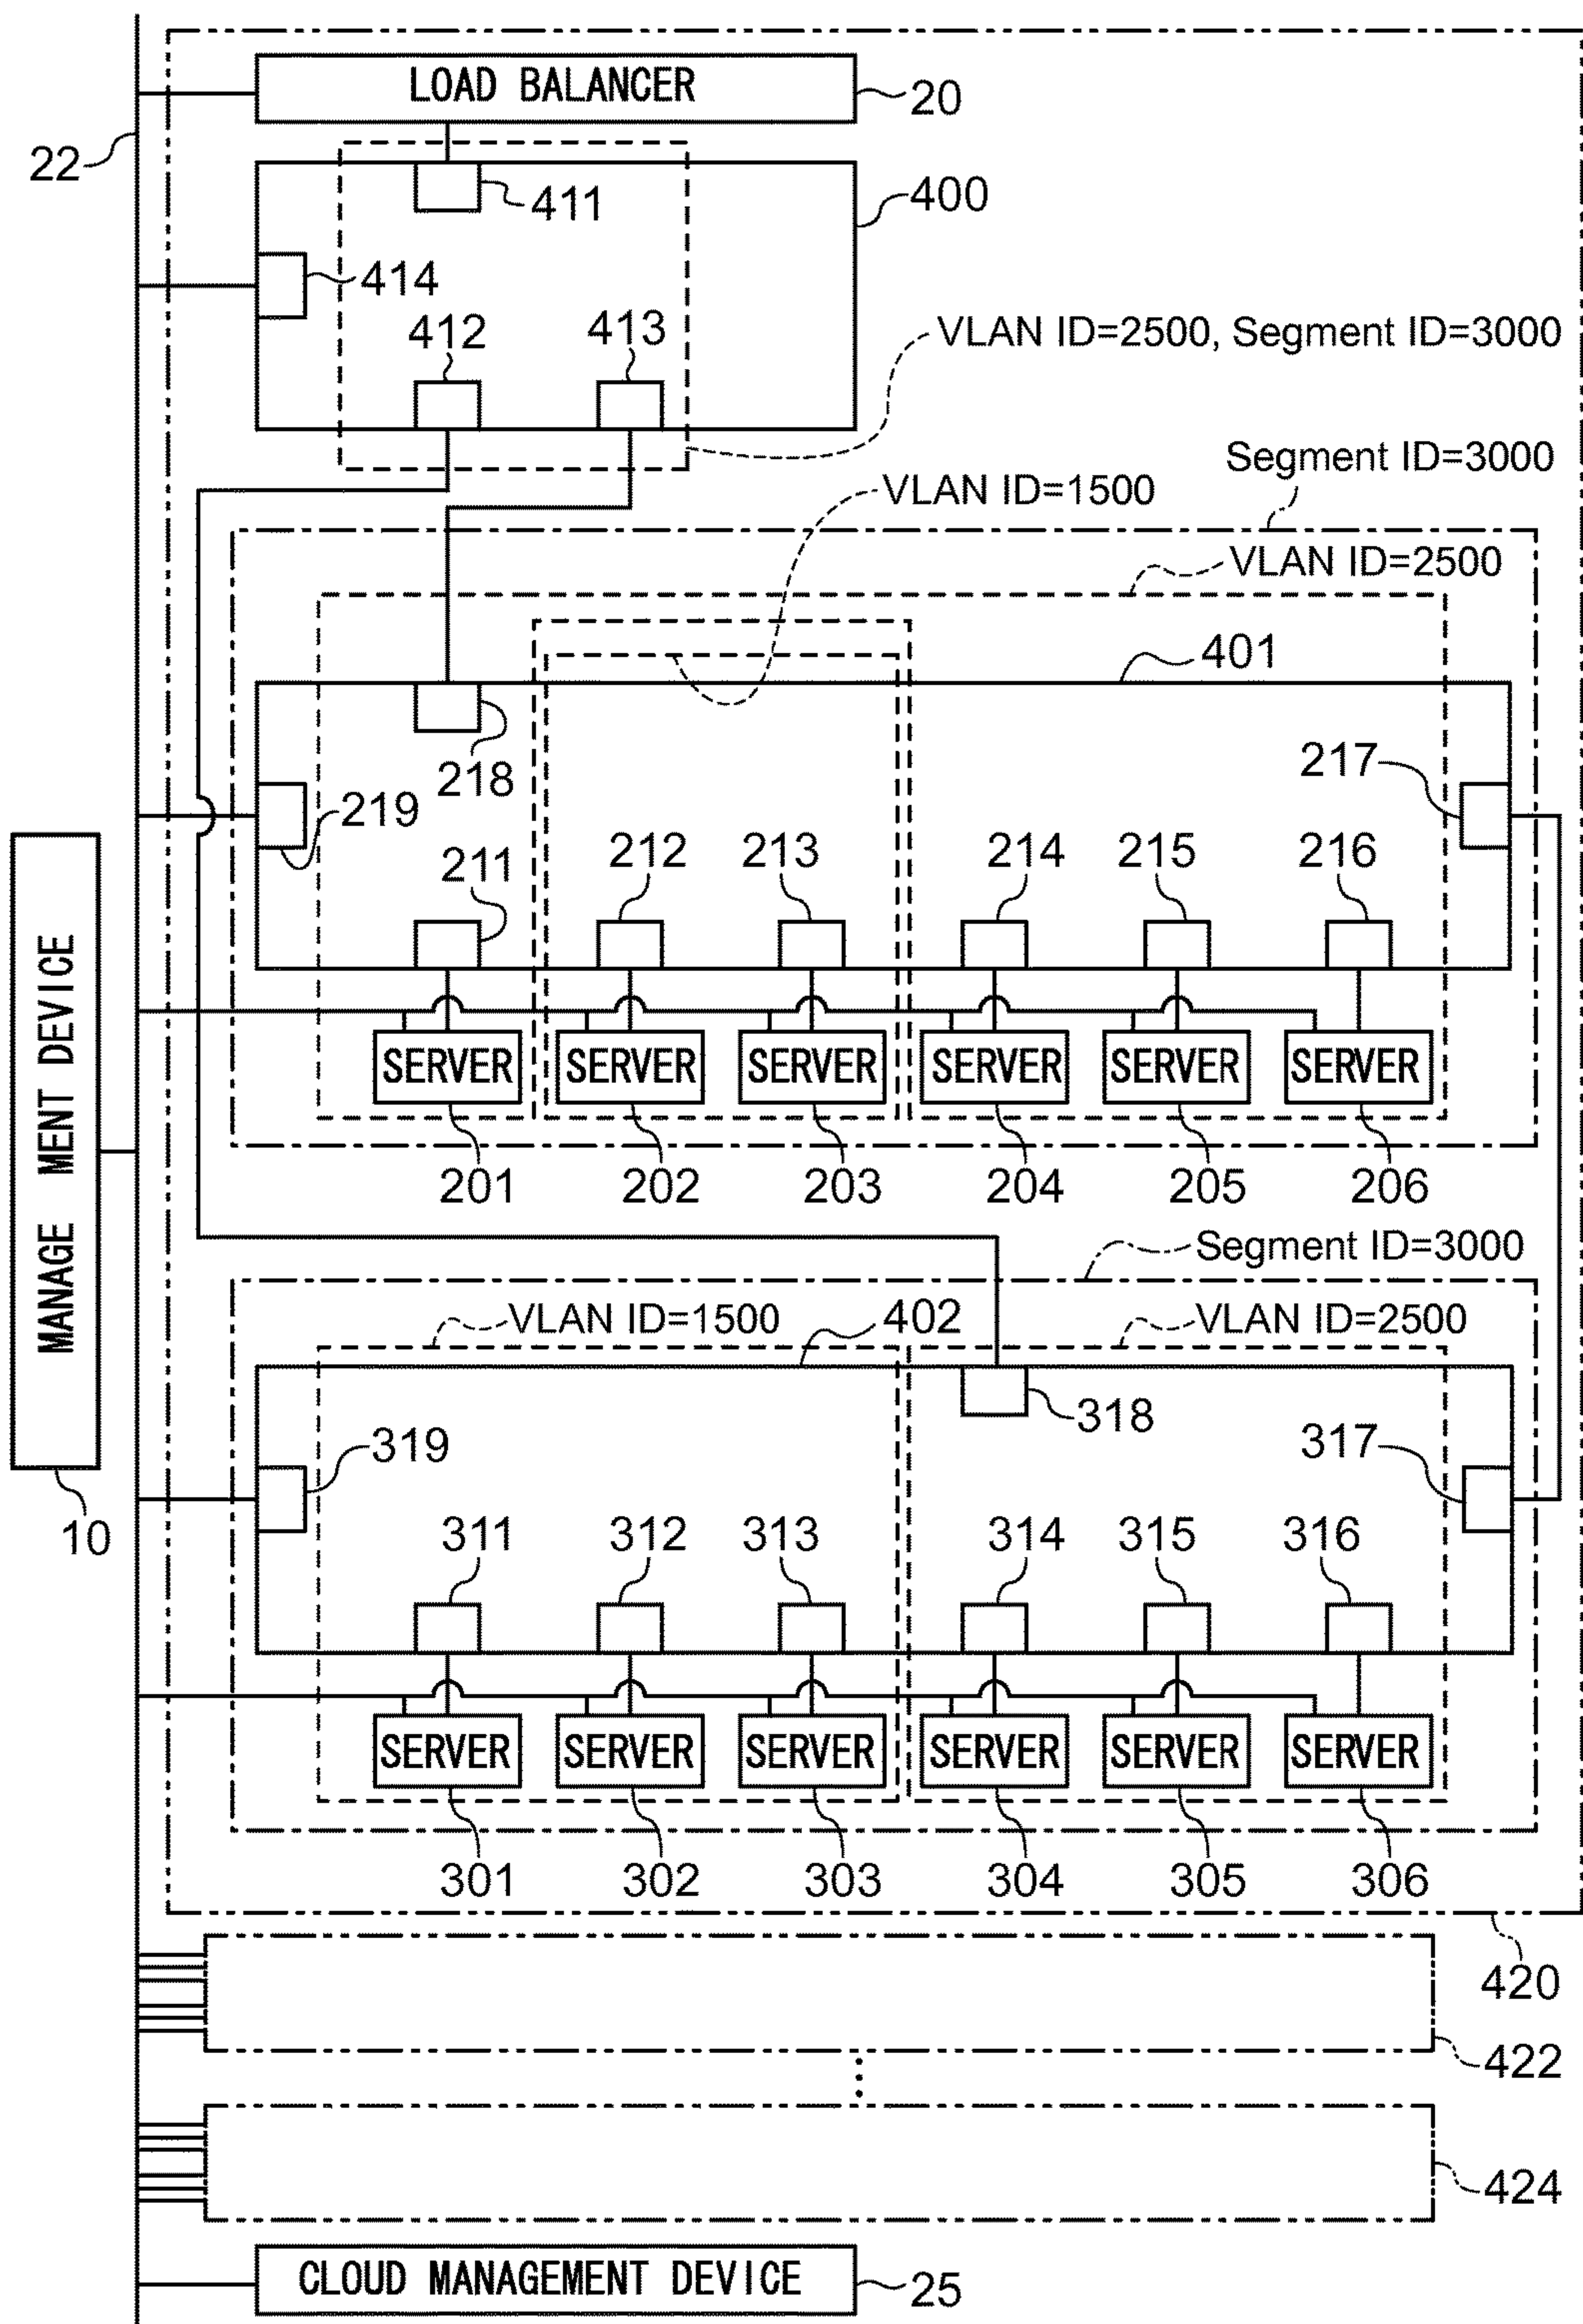 LOAD BALANCER
20
22
411
400
414
412
413
VLAN ID=2500, Segment ID=3000
Segment ID=3000
VLAN ID=1500
VLAN ID=2500
401
218
217
219
211
212
213
214
215
216
MANAGE MENT DEVICE
10
SERVER SERVER SERVER SERVER SERVER SERVER
201 202 203 204 205 206
Segment ID=3000
VLAN ID=1500
402
VLAN ID=2500
318
319
317
311 312 313 314 315 316
SERVER SERVER SERVER SERVER SERVER SERVER
301 302 303 304 305 306
420
422
424
CLOUD MANAGEMENT DEVICE
25